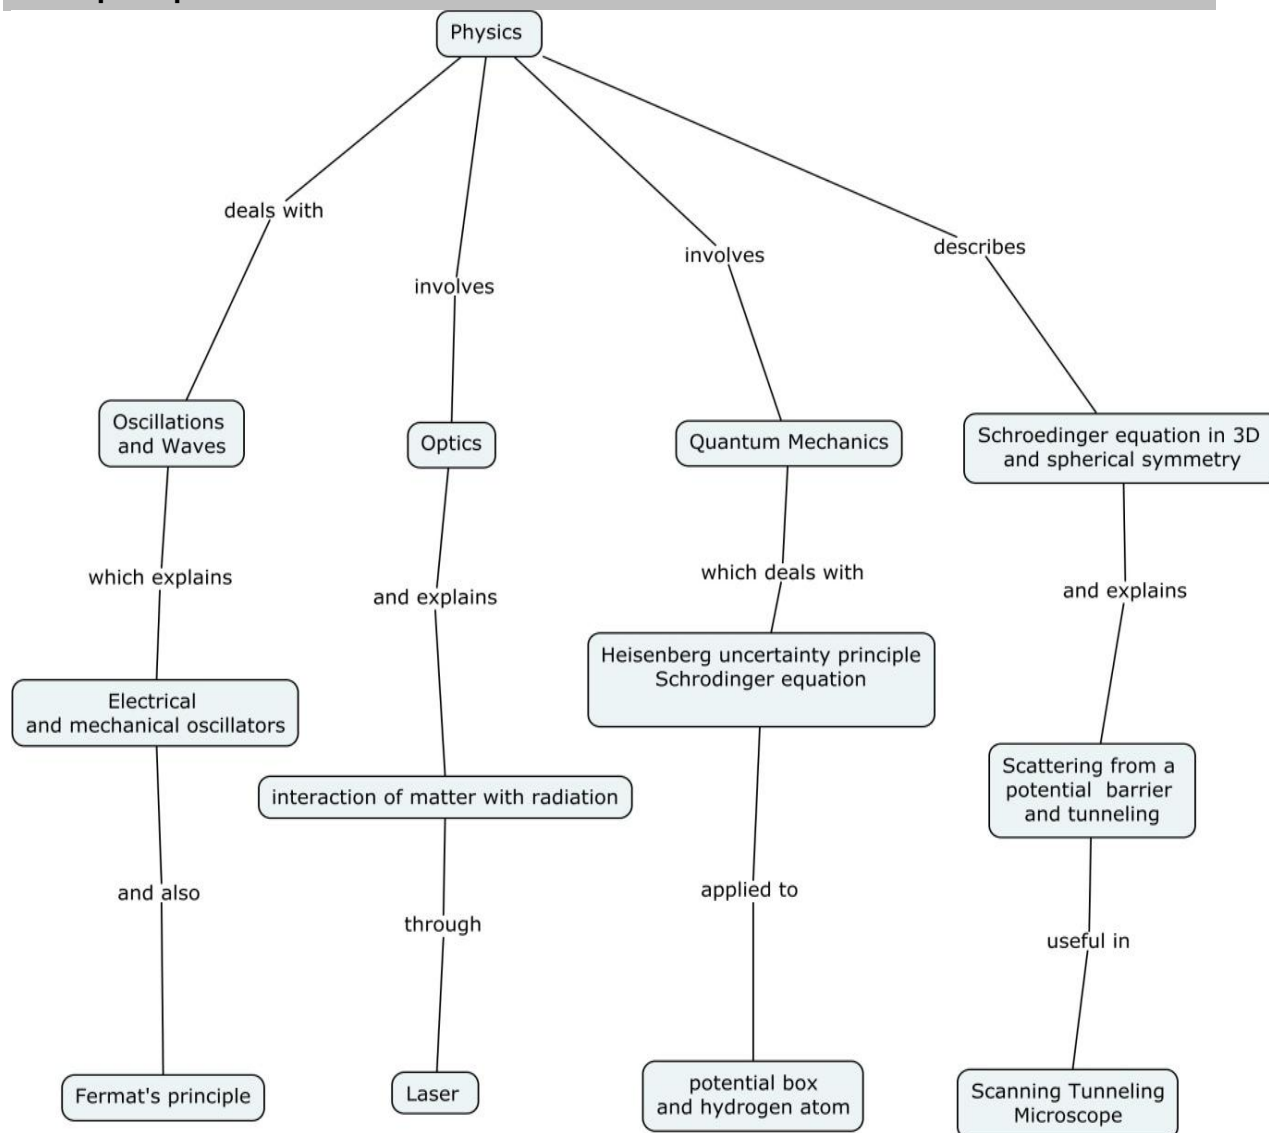 Physics
deals with
involves
involves
describes
Oscillations
and Waves
Optics
Quantum Mechanics
Schroedinger equation in 3D
and spherical symmetry
which explains
and explains
which deals with
and explains
Electrical
and mechanical oscillators
interaction of matter with radiation
Heisenberg uncertainty principle
Schrodinger equation
Scattering from a
potential barrier
and tunneling
and also
through
applied to
useful in
Fermat's principle
Laser
potential box
and hydrogen atom
Scanning Tunneling
Microscope